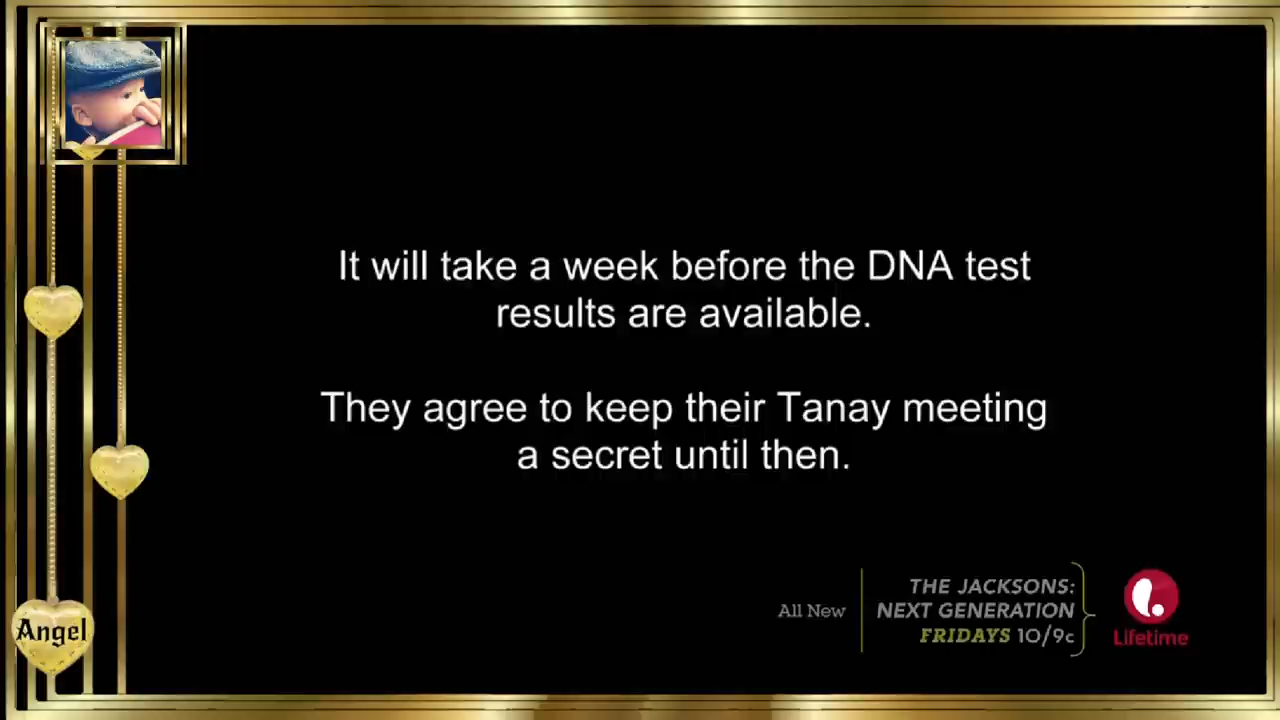 It will take a week before the DNA test
results are available.
They agree to keep their Tanay meeting
a secret until then.
All New
THE JACKSONS:
NEXT GENERATION
FRIDAYS 10/9c
Lifetime
Angel